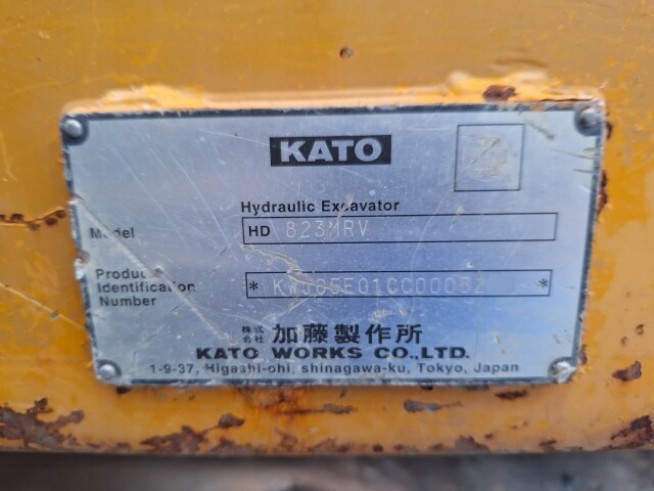 KATO
Hydraulic Excavator
Model HD 823MRV
Product Identification Number
株式会社 加藤製作所
KATO WORKS CO.,LTD.
1-9-37, Higashi-ohi, shinagawa-ku, Tokyo, Japan